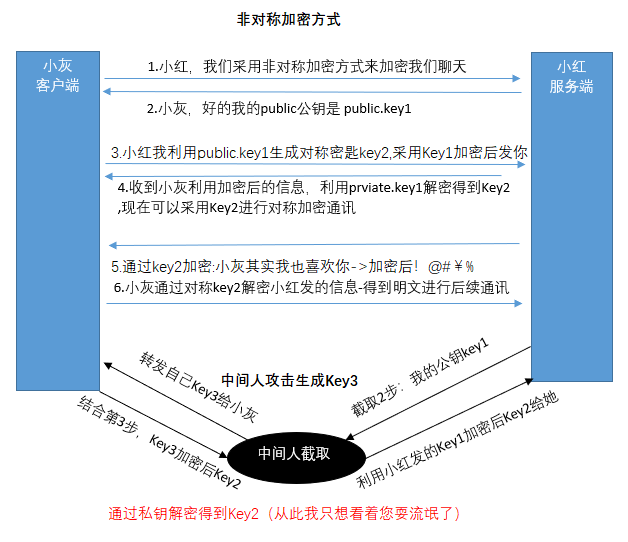 非对称加密方式
小灰
客户端
小红
服务端
1.小红，我们采用非对称加密方式来加密我们聊天
2.小灰，好的我的public公钥是 public.key1
3.小红我利用public.key1生成对称密匙key2,采用Key1加密后发你
4.收到小灰利用加密后的信息，利用prviate.key1解密得到Key2
,现在可以采用Key2进行对称加密通讯
5.通过key2加密:小灰其实我也喜欢你->加密后！@#￥%
6.小灰通过对称key2解密小红发的信息-得到明文进行后续通讯
中间人攻击生成Key3
转发自己Key3给小灰
截取2步：我的公钥key1
结合第3步，Key3加密后Key2
中间人截取
利用小红发的Key1加密后Key2给她
通过私钥解密得到Key2（从此我只想看着您耍流氓了）